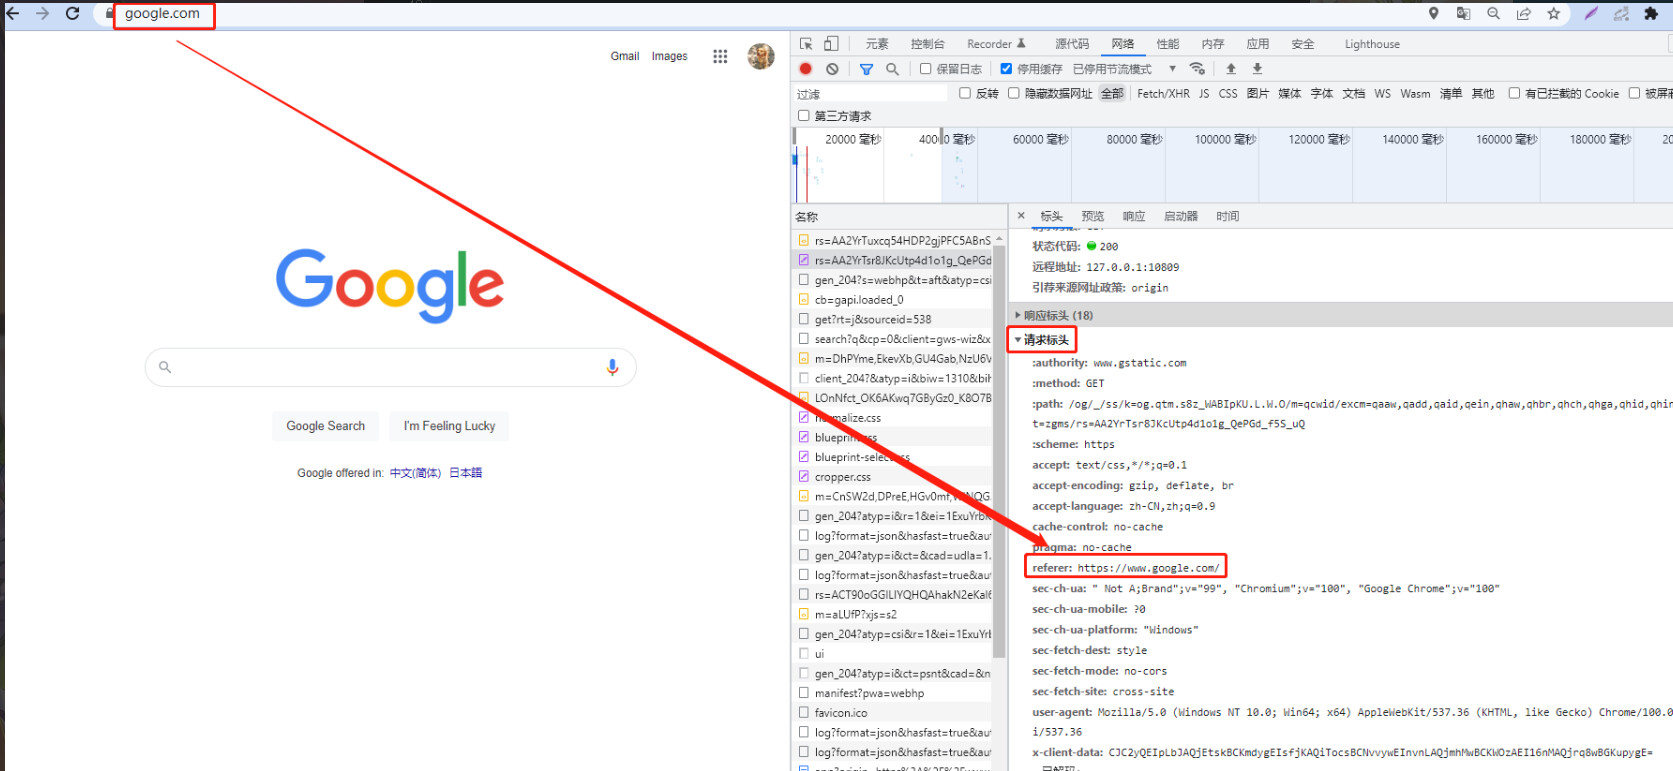 google.com
Gmail Images
Google
Google Search I'm Feeling Lucky
Google offered in: 中文(简体) 日本語
元素 控制台 Recorder 源代码 网络 性能 内存 应用 安全 Lighthouse
保留日志 停用缓存 已停用节流模式
过滤 反转 隐藏数据网址 全部 Fetch/XHR JS CSS 图片 媒体 字体 文档 WS Wasm 清单 其他 有已拦截的 Cookie
第三方请求
20000 毫秒 毫秒 60000 毫秒 80000 毫秒 100000 毫秒 120000 毫秒 140000 毫秒 160000 毫秒 180000 毫秒
名称
rs=AA2YrTuxcq54HDP2gjPFC5ABnS
rs=AA2YrTsr8JKcUtp4d1o1g_QePGd
gen_204?s=webhp&t=aft&atyp=csi
cb=gapi.loaded_0
get?rt=j&sourceid=538
search?q&cp=0&client=gws-wiz&x
m=DhPYme,EkevXb,GU4Gab,NzU6V
client_204?&atyp=i&biw=1310&bih
LOnNfct_OK6AKwq7GByGz0_K8O7B
normalize.css
blueprint.css
blueprint-select.css
cropper.css
gen_204?atyp=i&r=1&ei=1ExuYrbK
log?format=json&hasfast=true&aut
gen_204?atyp=i&ct=&cad=udla=1.
log?format=json&hasfast=true&aut
rs=ACT90oGGILIYQHQAhakN2eKal6
m=aLUfP?xjs=s2
gen_204?atyp=csi&r=1&ei=1ExuYrb
ui
gen_204?atyp=i&ct=psnt&cad=&n
manifest?pwa=webhp
favicon.ico
log?format=json&hasfast=true&aut
log?format=json&hasfast=true&aut
× 标头 预览 响应 启动器 时间
状态代码: 200
远程地址: 127.0.0.1:10809
引荐来源网址政策: origin
响应标头 (18)
请求标头
:authority: www.gstatic.com
:method: GET
:path: /og/_/ss/k=og.qtm.s8z_WABIpKU.L.W.O/m=qcwid/excm=qaaw,qadd,qaid,qein,qhaw,qhbr,qhch,qhga,qhid,qhin
t=zgms/rs=AA2YrTsr8JKcUtp4d1o1g_QePGd_f5S_uQ
:scheme: https
accept: text/css,*/*;q=0.1
accept-encoding: gzip, deflate, br
accept-language: zh-CN,zh;q=0.9
cache-control: no-cache
pragma: no-cache
referer: https://www.google.com/
sec-ch-ua: " Not A;Brand";v="99", "Chromium";v="100", "Google Chrome";v="100"
sec-ch-ua-mobile: ?0
sec-ch-ua-platform: "Windows"
sec-fetch-dest: style
sec-fetch-mode: no-cors
sec-fetch-site: cross-site
user-agent: Mozilla/5.0 (Windows NT 10.0; Win64; x64) AppleWebKit/537.36 (KHTML, like Gecko) Chrome/100.0
i/537.36
x-client-data: CJC2yQEIpLbJAQjEtskBCKmdygEIsfjKAQiTocsBCNvvywEInvnLAQjmhMwBCKWOzAEI16nMAQjrq8wBGKupygE=